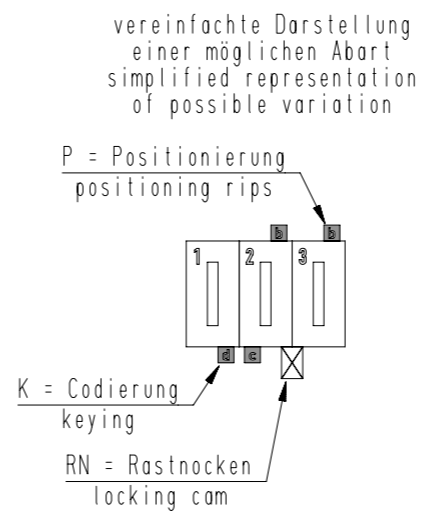 vereinfachte Darstellung
einer möglichen Abart
simplified representation
of possible variation
P = Positionierung
positioning rips
1 2 3
d c
K = Codierung
keying
RN = Rastnocken
locking cam